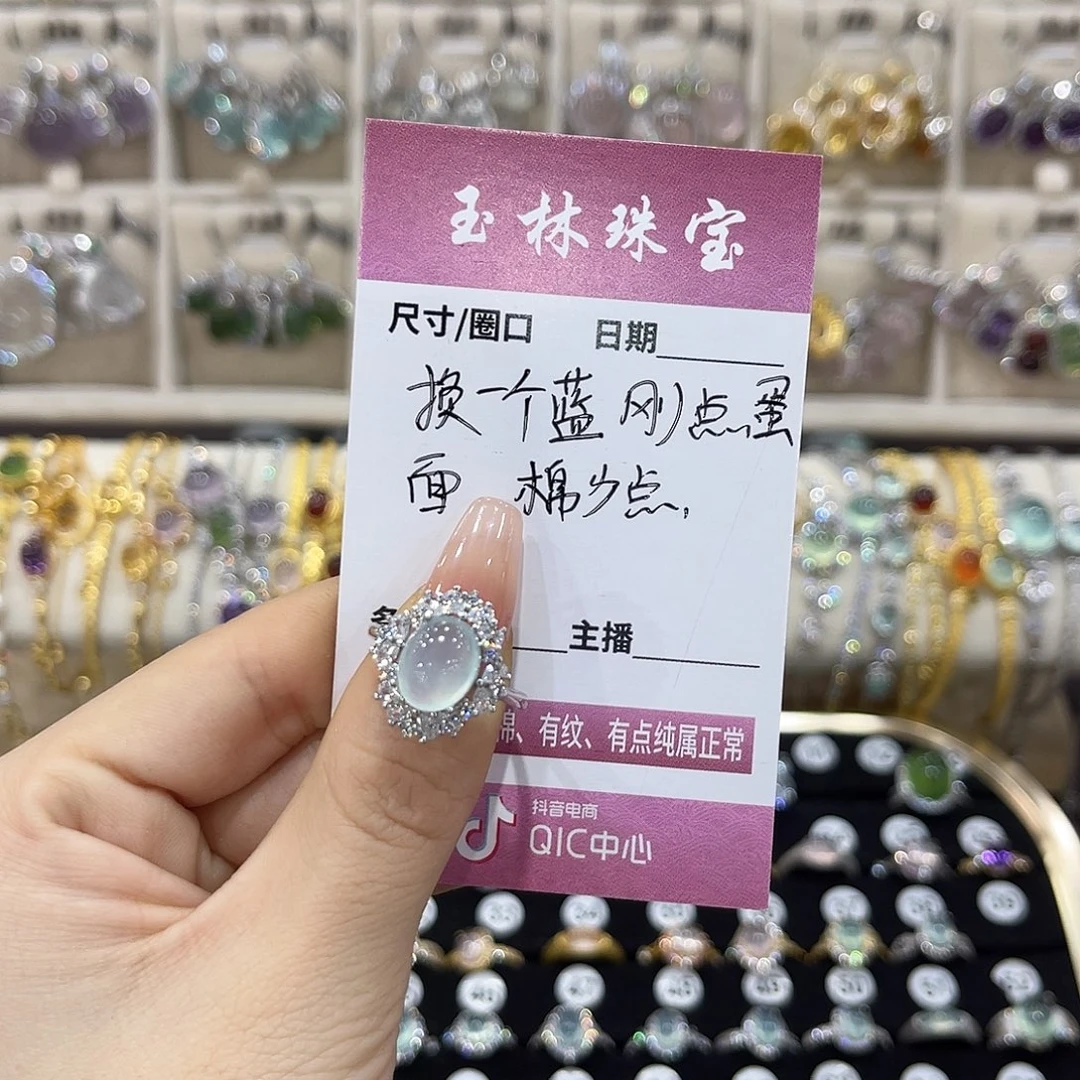 玉林珠宝
尺寸/圈口 日期
换一个蓝刚点蛋
面 棉少点,
主播
棉、有纹、有点纯属正常
抖音电商
QIC中心